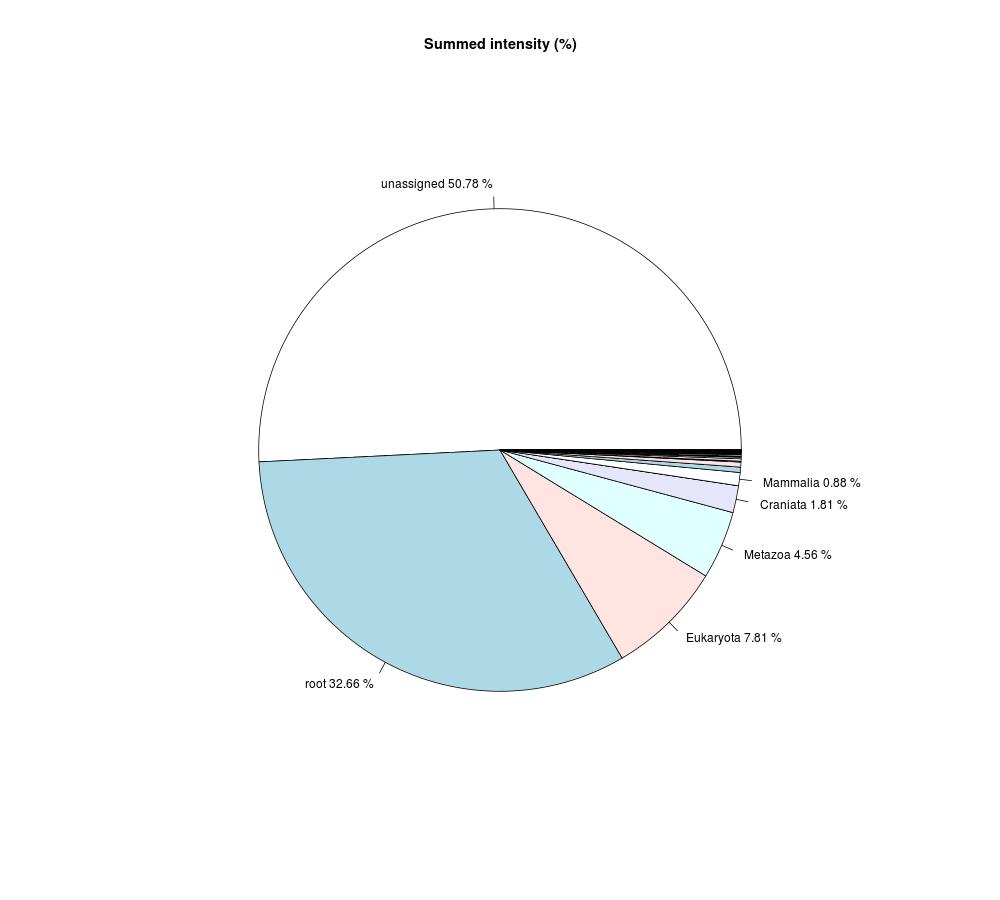 Summed intensity (%)
unassigned 50.78 %
Mammalia 0.88 %
Craniata 1.81 %
Metazoa 4.56 %
Eukaryota 7.81 %
root 32.66 %